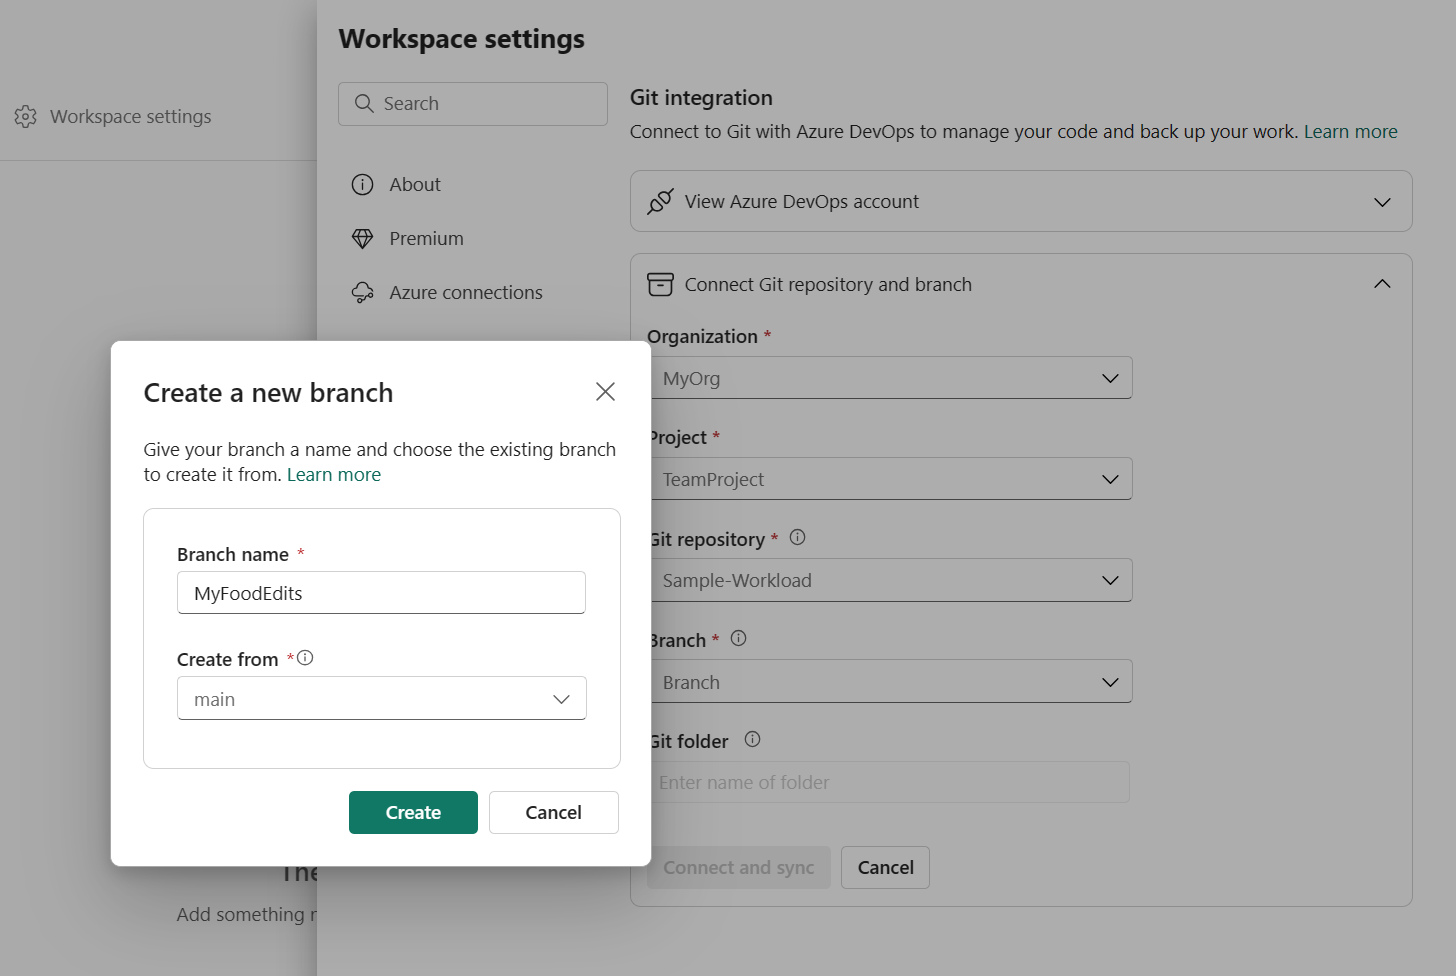 Workspace settings
Workspace settings
Search
About
Premium
Azure connections
Git integration
Connect to Git with Azure DevOps to manage your code and back up your work. Learn more
View Azure DevOps account
Connect Git repository and branch
Organization *
MyOrg
Project *
TeamProject
Git repository *
Sample-Workload
Branch *
Branch
Git folder
Enter name of folder
Connect and sync
Cancel
Create a new branch
Give your branch a name and choose the existing branch
to create it from. Learn more
Branch name *
MyFoodEdits
Create from *
main
Create
Cancel
Add something